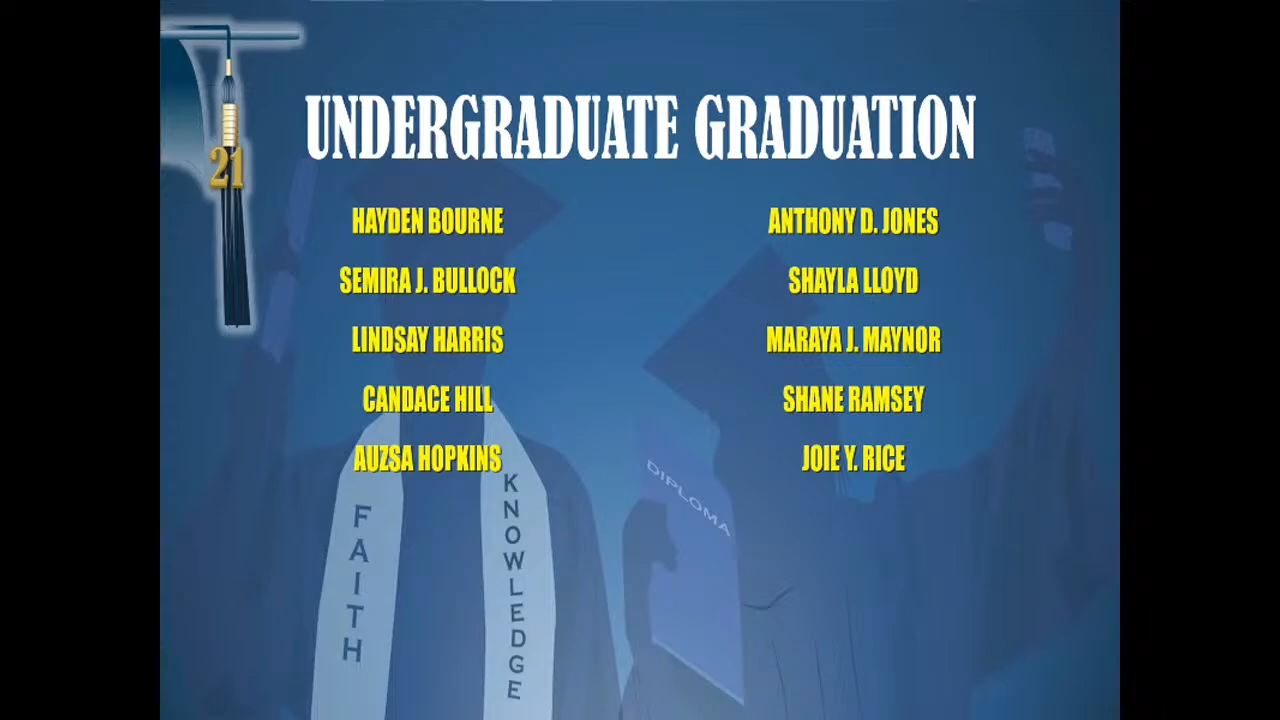 UNDERGRADUATE GRADUATION
21
HAYDEN BOURNE
SEMIRA J. BULLOCK
LINDSAY HARRIS
CANDACE HILL
AUZSA HOPKINS
ANTHONY D. JONES
SHAYLA LLOYD
MARAYA J. MAYNOR
SHANE RAMSEY
JOIE Y. RICE
FAITH
KNOWLEDGE
DIPLOMA